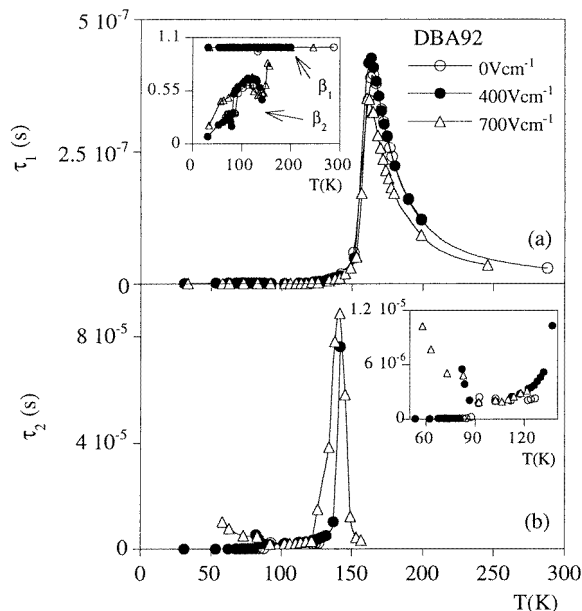 5 10⁻⁷
(a)
DBA92
0Vcm⁻¹
400Vcm⁻¹
700Vcm⁻¹
1.1
0.55
0
β₁
β₂
0 100 200 300
T(K)
τ₁ (s)
2.5 10⁻⁷
(a)
0
1.2 10⁻⁵
6 10⁻⁶
0
60 90 120
T(K)
8 10⁻⁵
τ₂ (s)
4 10⁻⁵
(b)
0
0 50 100 150 200 250 300
T(K)